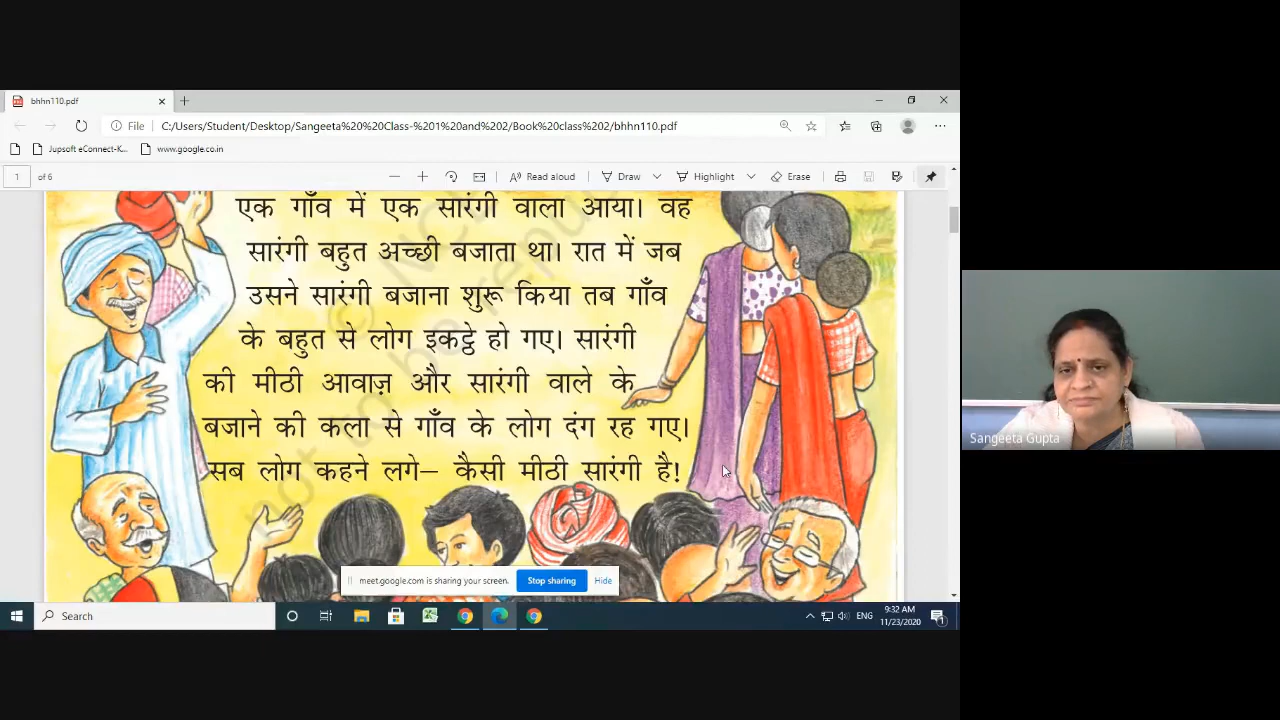 bhhn110.pdf
File C:/Users/Student/Desktop/Sangeeta%20%20Class-%201%20and%202/Book%20class%202/bhhn110.pdf
Jupsoft eConnect-K... www.google.co.in
1 of 6 Read aloud Draw Highlight Erase
एक गाँव में एक सारंगी वाला आया। वह
सारंगी बहुत अच्छी बजाता था। रात में जब
उसने सारंगी बजाना शुरू किया तब गाँव
के बहुत से लोग इकट्ठे हो गए। सारंगी
की मीठी आवाज़ और सारंगी वाले के
बजाने की कला से गाँव के लोग दंग रह गए।
सब लोग कहने लगे– कैसी मीठी सारंगी है!
meet.google.com is sharing your screen. Stop sharing Hide
Search
ENG
9:32 AM
11/23/2020
1
Sangeeta Gupta